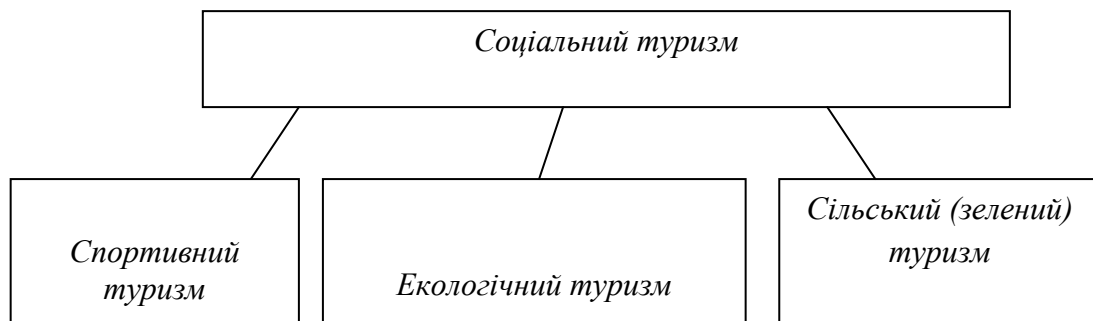 Соціальний туризм
Спортивний
туризм
Екологічний туризм
Сільський (зелений)
туризм